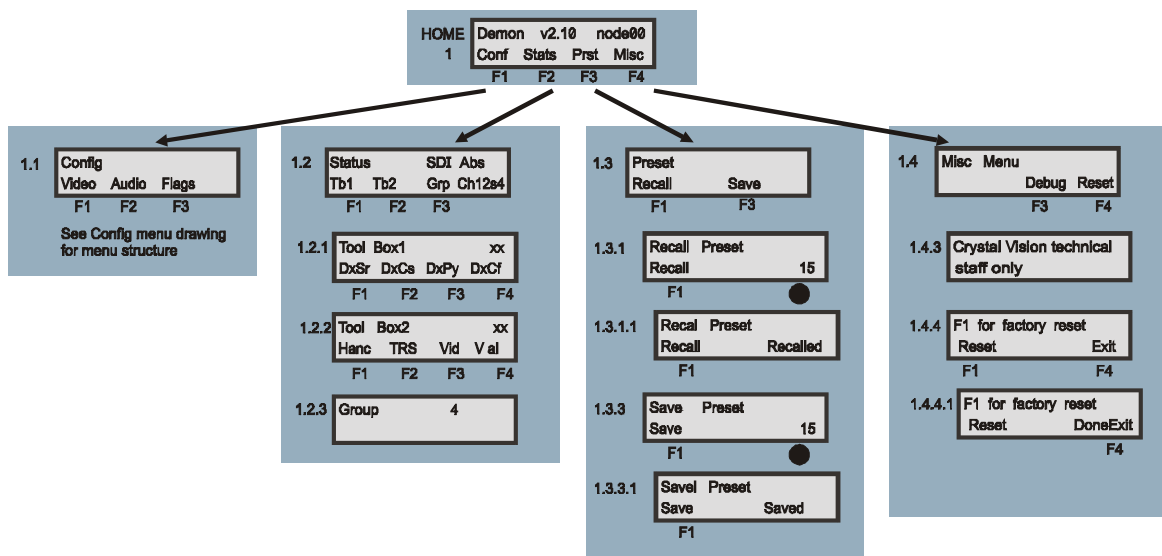 HOME Demon v2.10 node00
1 Conf Stats Prst Misc
F1 F2 F3 F4
1.1 Config
Video Audio Flags
F1 F2 F3
See Config menu drawing
for menu structure
1.2 Status SDI Abs
Tb1 Tb2 Grp Ch12s4
F1 F2 F3
1.2.1 Tool Box1 xx
DxSr DxCs DxPy DxCf
F1 F2 F3 F4
1.2.2 Tool Box2 xx
Hanc TRS Vid V al
F1 F2 F3 F4
1.2.3 Group 4
1.3 Preset
Recall Save
F1 F3
1.3.1 Recall Preset
Recall 15
F1
1.3.1.1 Recal Preset
Recall Recalled
F1
1.3.3 Save Preset
Save 15
F1
1.3.3.1 Savel Preset
Save Saved
F1
1.4 Misc Menu
Debug Reset
F3 F4
1.4.3 Crystal Vision technical
staff only
1.4.4 F1 for factory reset
Reset Exit
F1 F4
1.4.4.1 F1 for factory reset
Reset DoneExit
F4